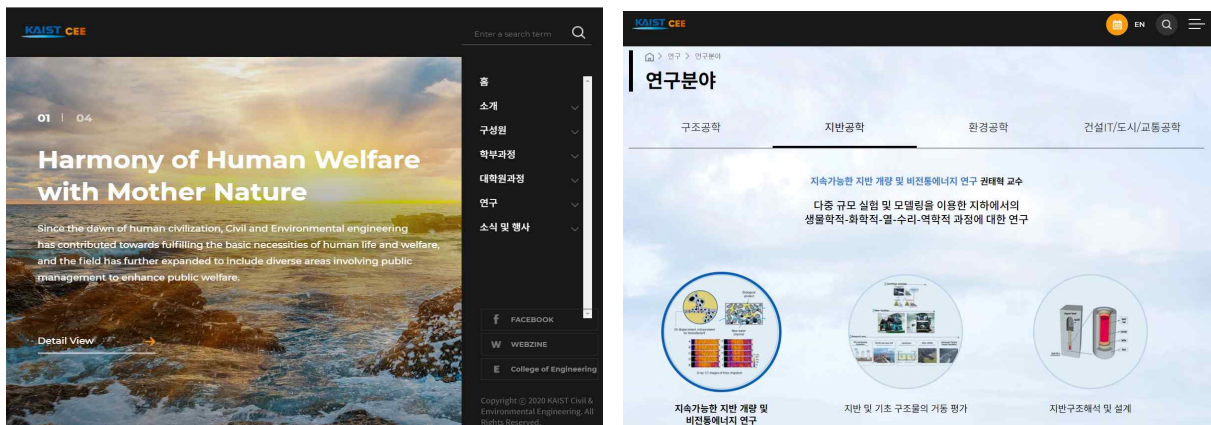 KAIST CEE
Enter a search term
01 | 04
Harmony of Human Welfare
with Mother Nature
Since the dawn of human civilization, Civil and Environmental engineering
has contributed towards fulfilling the basic necessities of human life and welfare,
and the field has further expanded to include diverse areas involving public
management to enhance public welfare.
Detail View
홈
소개
구성원
학부과정
대학원과정
연구
소식 및 행사
f FACEBOOK
W WEBZINE
E College of Engineering
Copyright ⓒ 2020 KAIST Civil &
Environmental Engineering. All
Rights Reserved.
KAIST CEE
EN
> 연구 > 연구분야
연구분야
구조공학
지반공학
환경공학
건설IT/도시/교통공학
지속가능한 지반 개량 및 비전통에너지 연구 권태혁 교수
다중 규모 실험 및 모델링을 이용한 지하에서의
생물학적-화학적-열-수리-역학적 과정에 대한 연구
지속가능한 지반 개량 및
비전통에너지 연구
지반 및 기초 구조물의 거동 평가
지반구조해석 및 설계